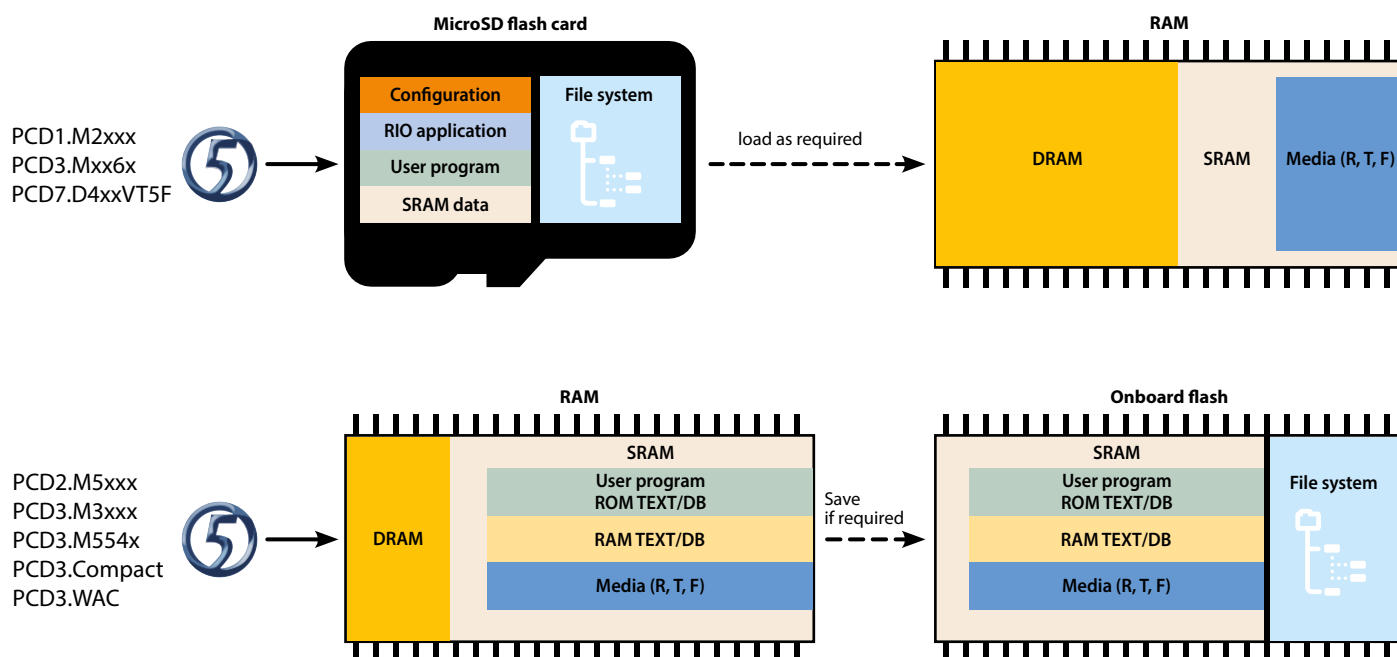 MicroSD flash card
RAM
PCD1.M2xxx
PCD3.Mxx6x
PCD7.D4xxVT5F
5
Configuration
RIO application
User program
SRAM data
File system
load as required
DRAM
SRAM
Media (R, T, F)
RAM
Onboard flash
PCD2.M5xxx
PCD3.M3xxx
PCD3.M554x
PCD3.Compact
PCD3.WAC
5
DRAM
SRAM
User program
ROM TEXT/DB
RAM TEXT/DB
Media (R, T, F)
Save
if required
SRAM
User program
ROM TEXT/DB
RAM TEXT/DB
Media (R, T, F)
File system